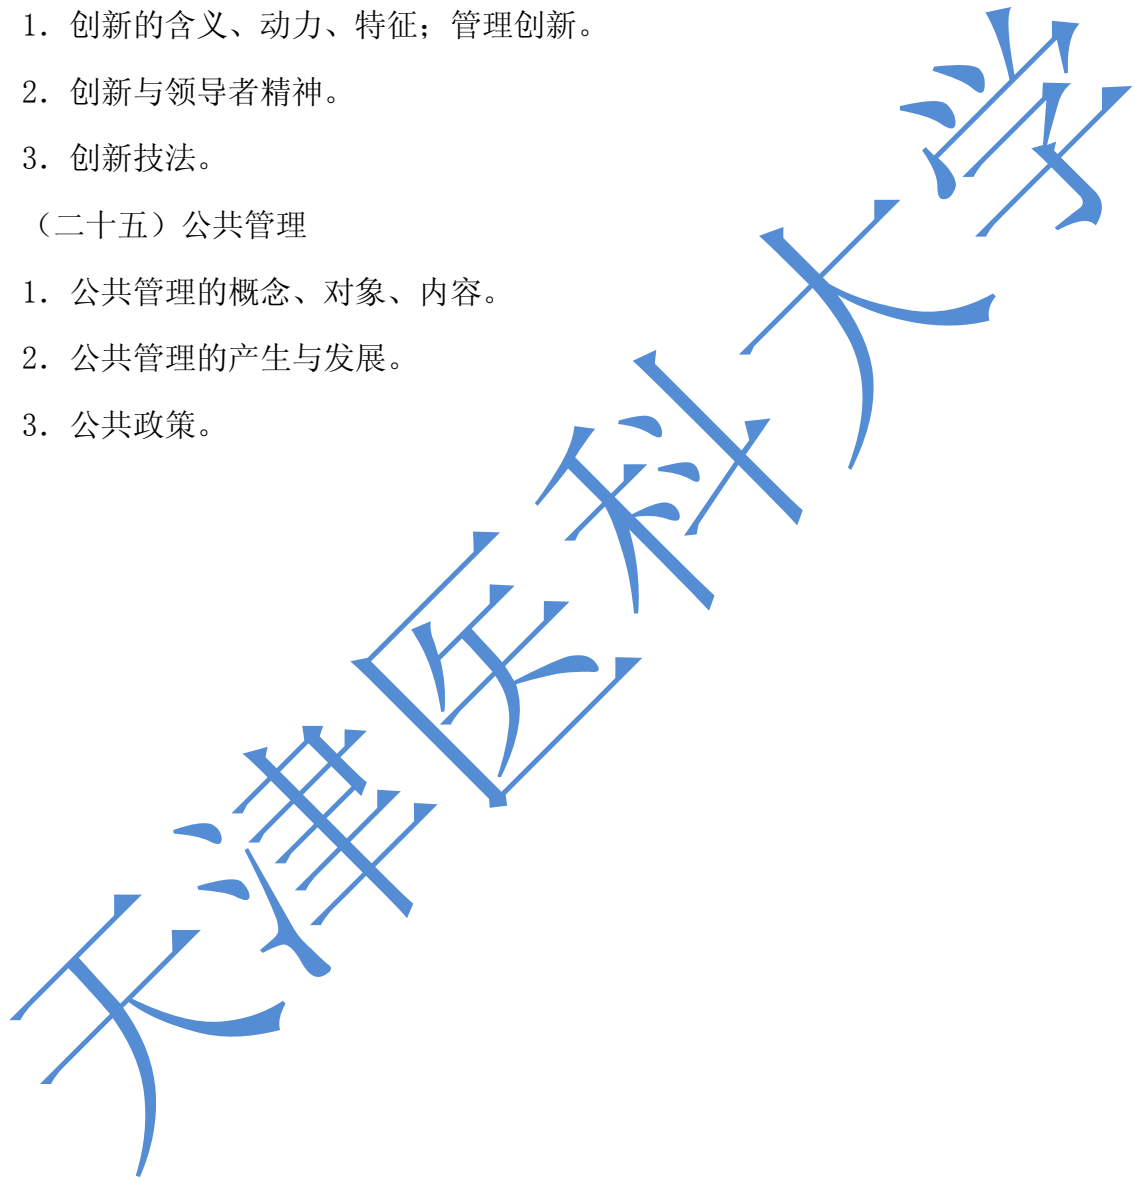 1. 创新的含义、动力、特征；管理创新。
2. 创新与领导者精神。
3. 创新技法。
（二十五）公共管理
1. 公共管理的概念、对象、内容。
2. 公共管理的产生与发展。
3. 公共政策。
天津医科大学